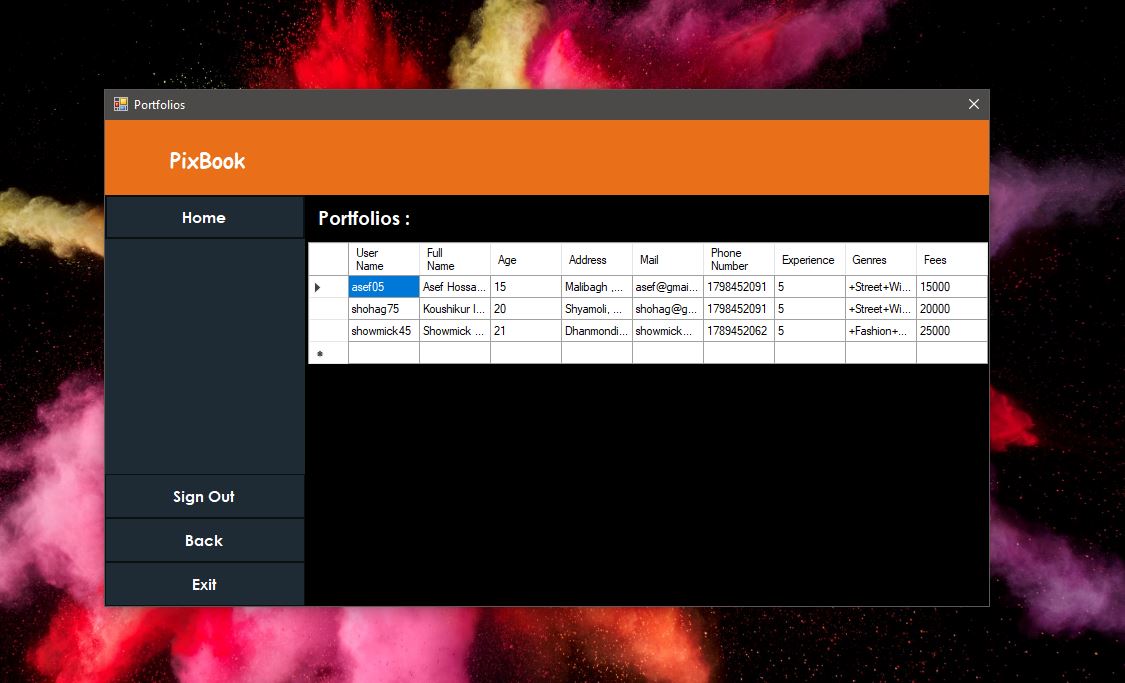 Portfolios
PixBook
Home
Portfolios :
User Name Full Name Age Address Mail Phone Number Experience Genres Fees
asef05 Asef Hossa... 15 Malibagh ,... asef@gmai... 1798452091 5 +Street+Wi... 15000
shohag75 Koushikur I... 20 Shyamoli, ... shohag@g... 1798452091 5 +Street+Wi... 20000
showmick45 Showmick ... 21 Dhanmondi... showmick... 1789452062 5 +Fashion+... 25000
Sign Out
Back
Exit